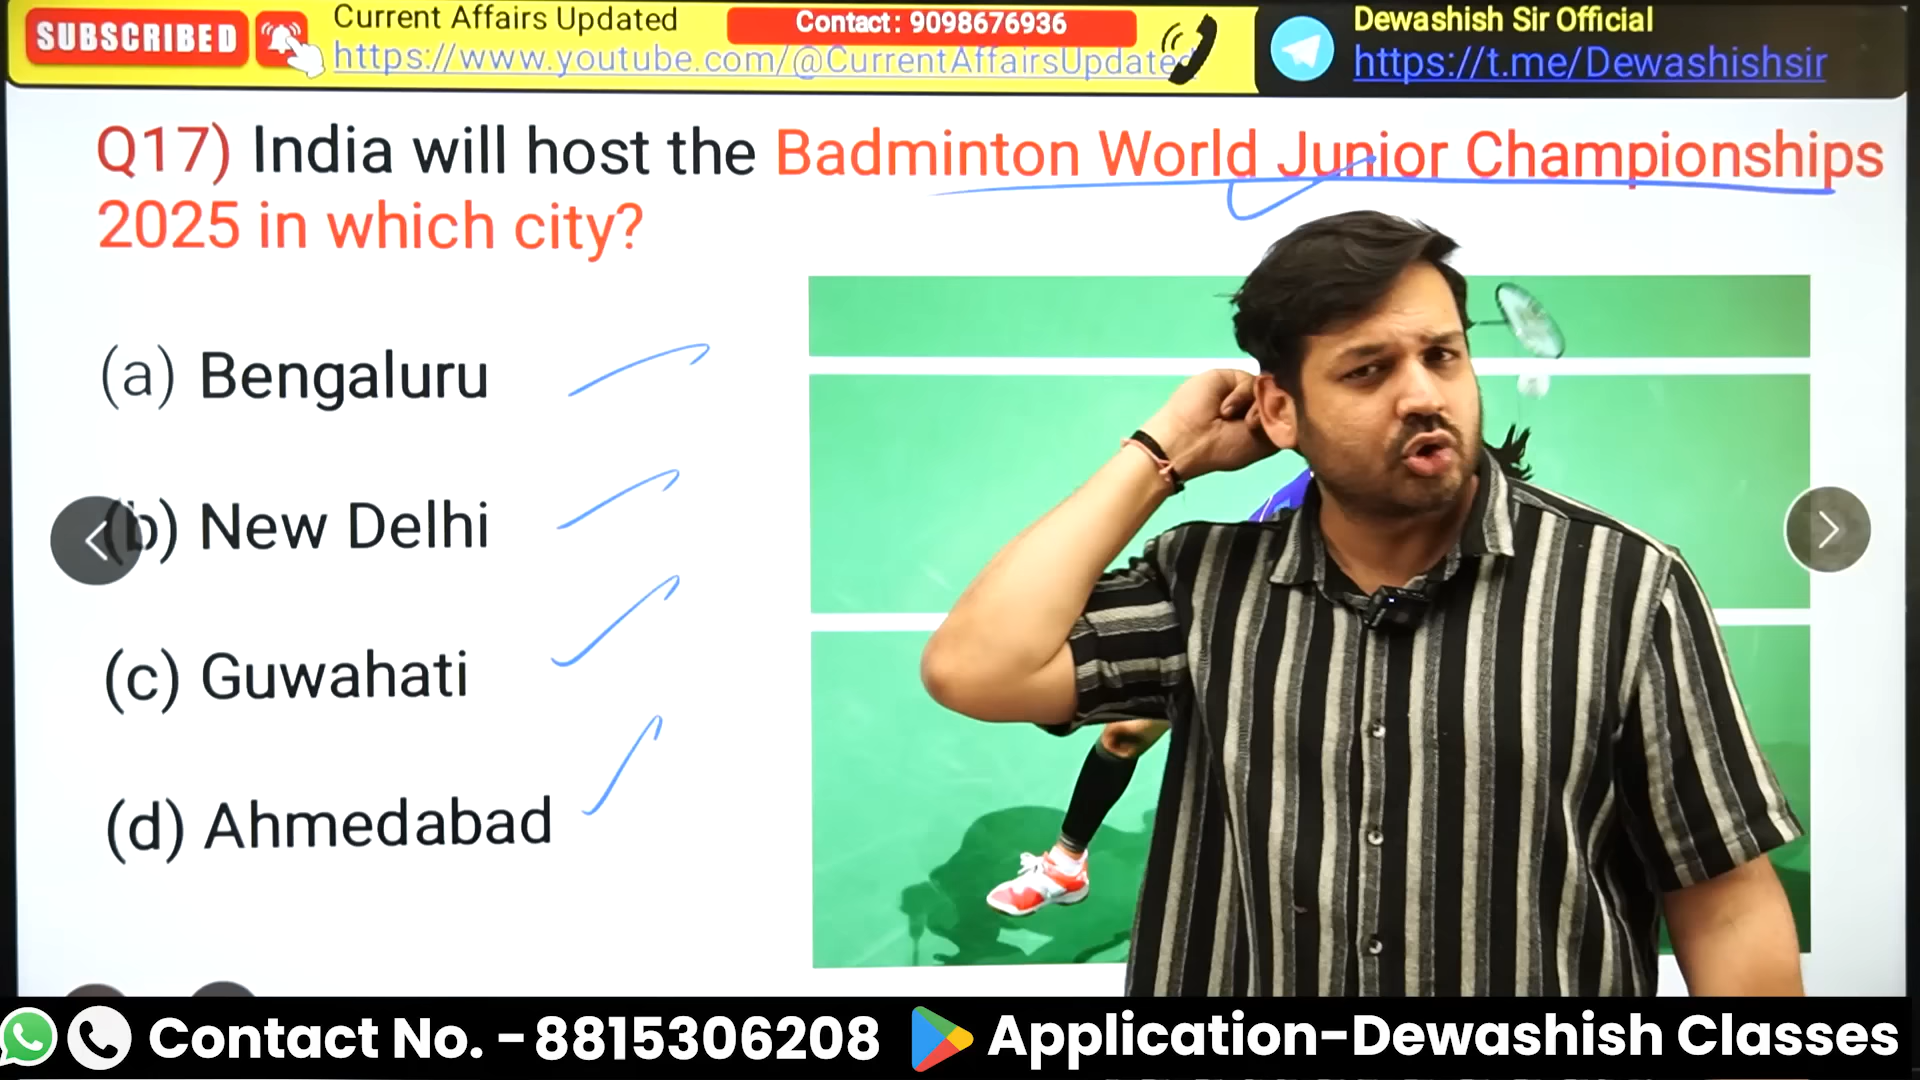 SUBSCRIBED
Current Affairs Updated
https://www.youtube.com/@CurrentAffairsUpdated
Contact: 9098676936
Dewashish Sir Official
https://t.me/Dewashishsir
Q17) India will host the Badminton World Junior Championships
2025 in which city?
(a) Bengaluru
(b) New Delhi
(c) Guwahati
(d) Ahmedabad
Contact No. - 8815306208
Application-Dewashish Classes